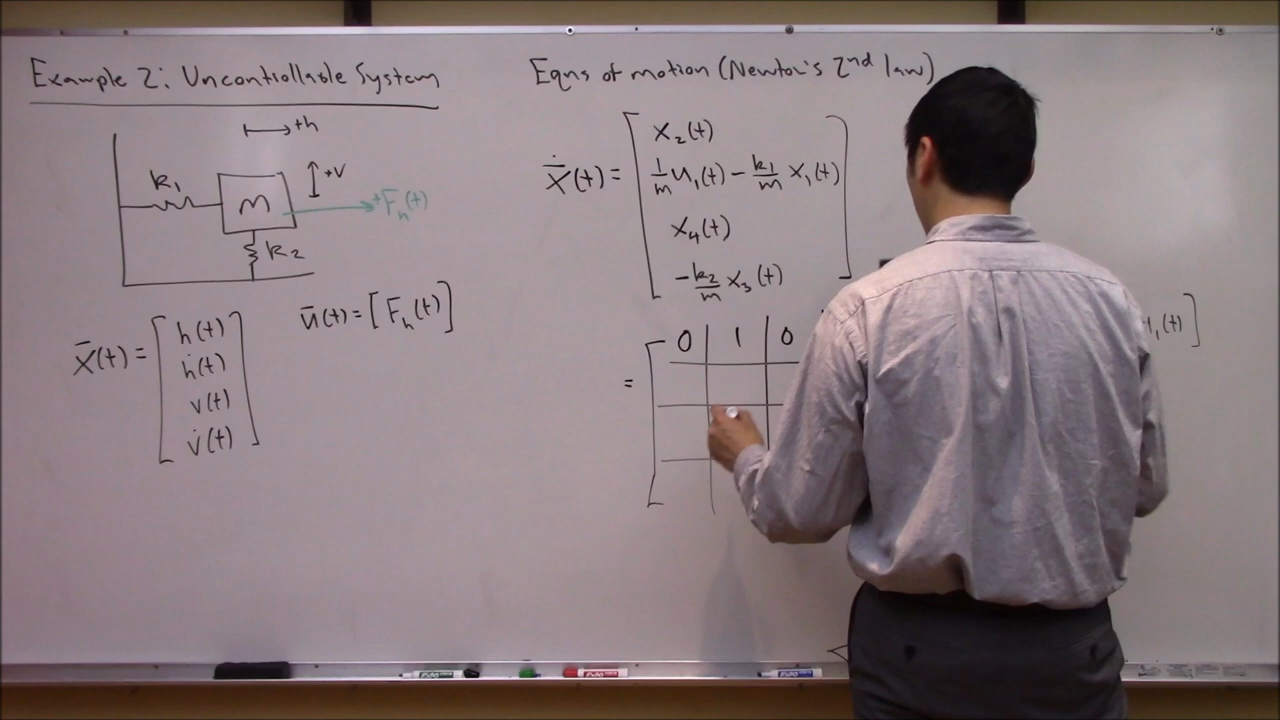 Example 2: Uncontrollable System
+h
+v
k₁
m
+Fₕ(t)
k₂
x̄(t) = [h(t)
ḣ(t)
v(t)
v̇(t)]
ū(t) = [Fₕ(t)]
Eqns of motion (Newton's 2nd law)
ẋ̄(t) = [x₂(t)
1/m u₁(t) - k₁/m x₁(t)
x₄(t)
-k₂/m x₃(t)]
= [0 1 0
₁(t)]